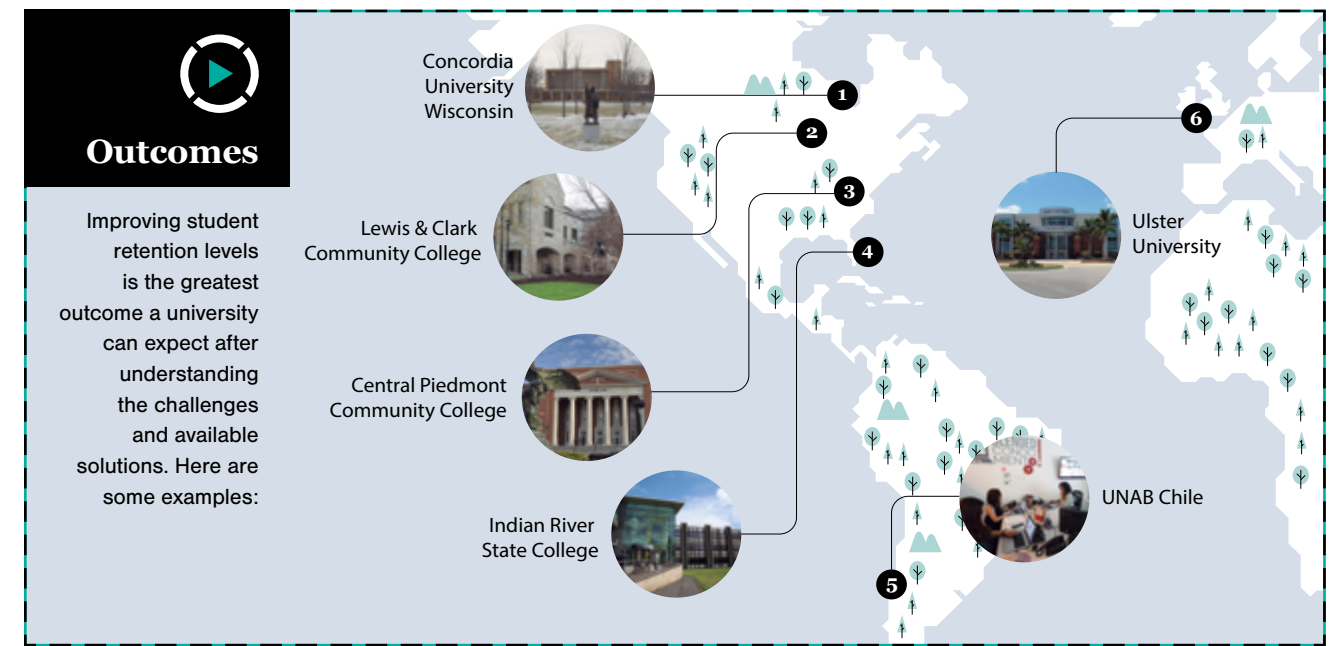 Outcomes
Improving student
retention levels
is the greatest
outcome a university
can expect after
understanding
the challenges
and available
solutions. Here are
some examples:
Concordia
University
Wisconsin
1
2
Lewis & Clark
Community College
3
Central Piedmont
Community College
4
Indian River
State College
5
UNAB Chile
6
Ulster
University